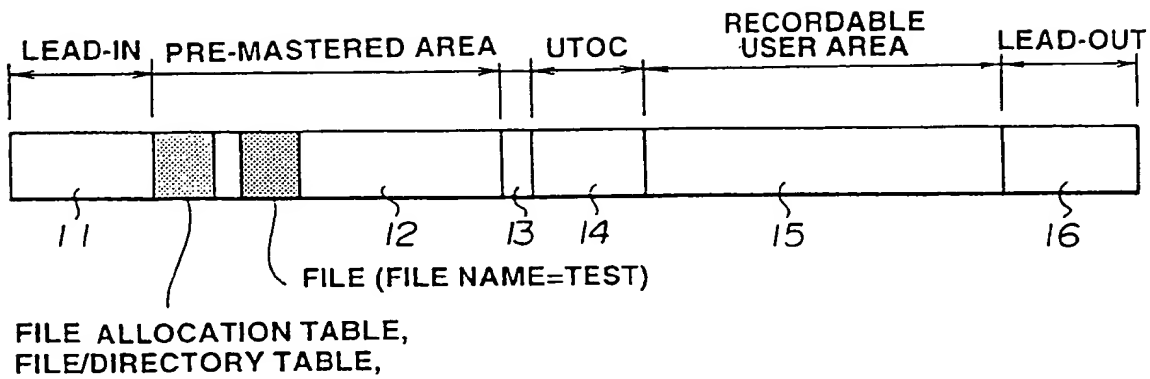 LEAD-IN PRE-MASTERED AREA UTOC RECORDABLE USER AREA LEAD-OUT
11 12 13 14 15 16
FILE (FILE NAME=TEST)
FILE ALLOCATION TABLE,
FILE/DIRECTORY TABLE,